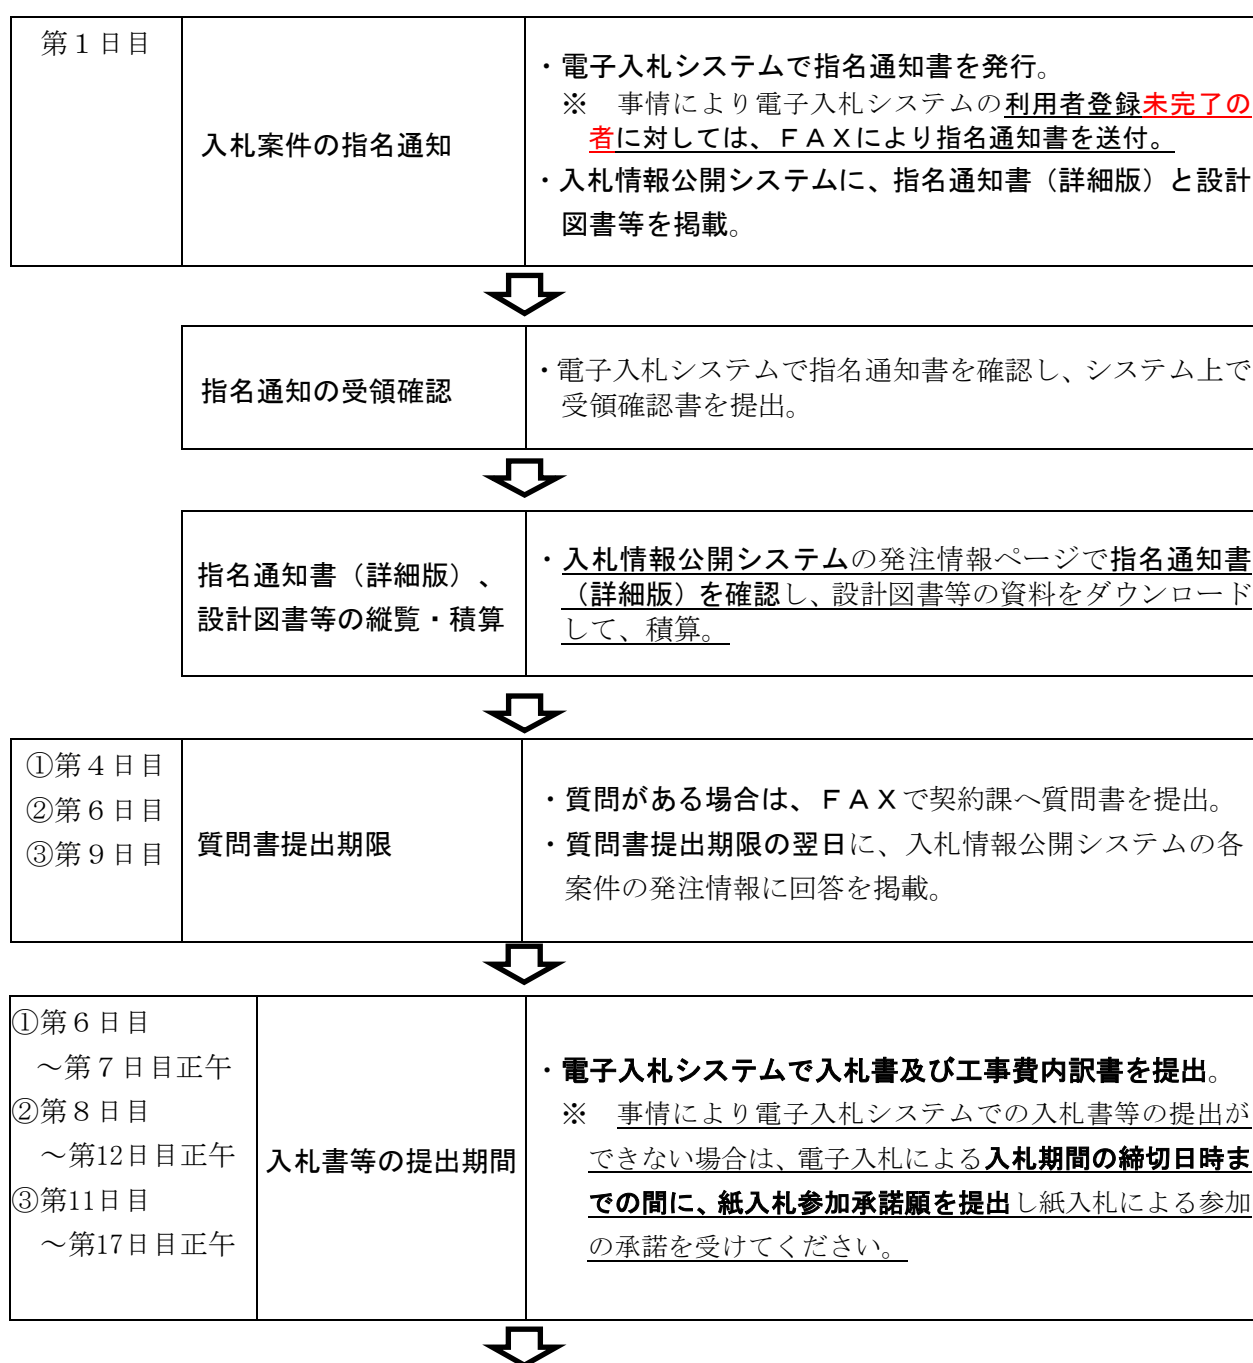 第１日目
入札案件の指名通知
・電子入札システムで指名通知書を発行。
※　事情により電子入札システムの利用者登録未完了の
者に対しては、ＦＡＸにより指名通知書を送付。
・入札情報公開システムに、指名通知書（詳細版）と設計
図書等を掲載。
指名通知の受領確認
・電子入札システムで指名通知書を確認し、システム上で
受領確認書を提出。
指名通知書（詳細版）、
設計図書等の縦覧・積算
・入札情報公開システムの発注情報ページで指名通知書
（詳細版）を確認し、設計図書等の資料をダウンロード
して、積算。
①第４日目
②第６日目
③第９日目
質問書提出期限
・質問がある場合は、ＦＡＸで契約課へ質問書を提出。
・質問書提出期限の翌日に、入札情報公開システムの各
案件の発注情報に回答を掲載。
①第６日目
～第７日目正午
②第８日目
～第12日目正午
③第11日目
～第17日目正午
入札書等の提出期間
・電子入札システムで入札書及び工事費内訳書を提出。
※　事情により電子入札システムでの入札書等の提出が
できない場合は、電子入札による入札期間の締切日時ま
での間に、紙入札参加承諾願を提出し紙入札による参加
の承諾を受けてください。